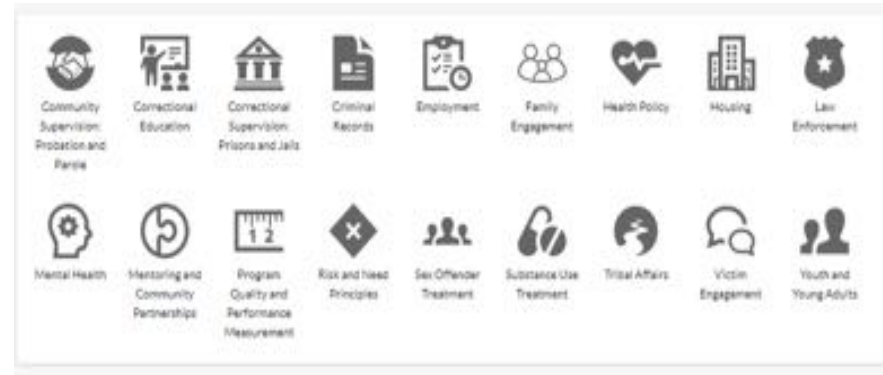 Community
Supervision:
Probation and
Parole
Correctional
Education
Correctional
Supervision:
Prisons and Jails
Criminal
Records
Employment
Family
Engagement
Health Policy
Housing
Law
Enforcement
Mental Health
Mentoring and
Community
Partnerships
1 2
Program
Quality and
Performance
Measurement
Risk and Need
Principles
Sex Offender
Treatment
Substance Use
Treatment
Tribal Affairs
Victim
Engagement
Youth and
Young Adults